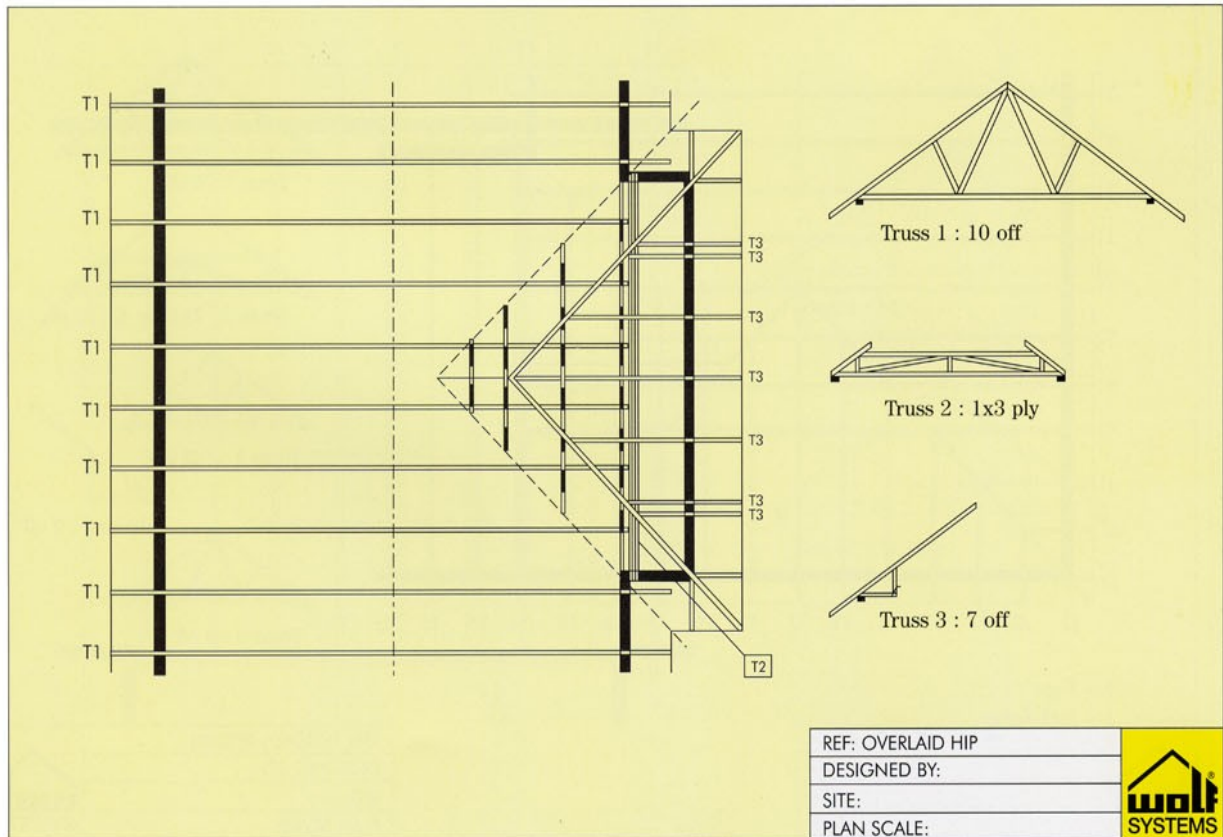 T1
T1
T1
T1
T1
T1
T1
T1
T1
T1
T3
T3
T3
T3
T3
T3
T3
T2
Truss 1 : 10 off
Truss 2 : 1x3 ply
Truss 3 : 7 off
REF: OVERLAID HIP
DESIGNED BY:
SITE:
PLAN SCALE:
wolf®
SYSTEMS